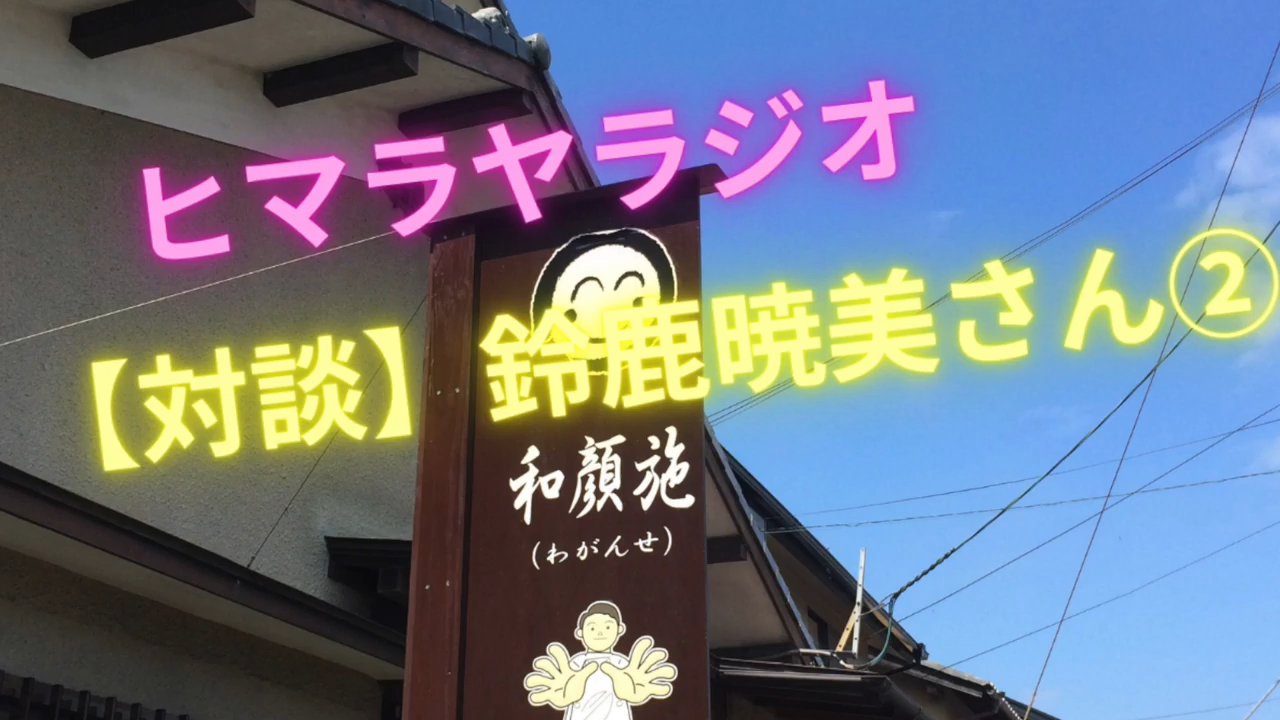 ヒマラヤラジオ
【対談】鈴鹿暁美さん②
和顔施
(わがんせ)